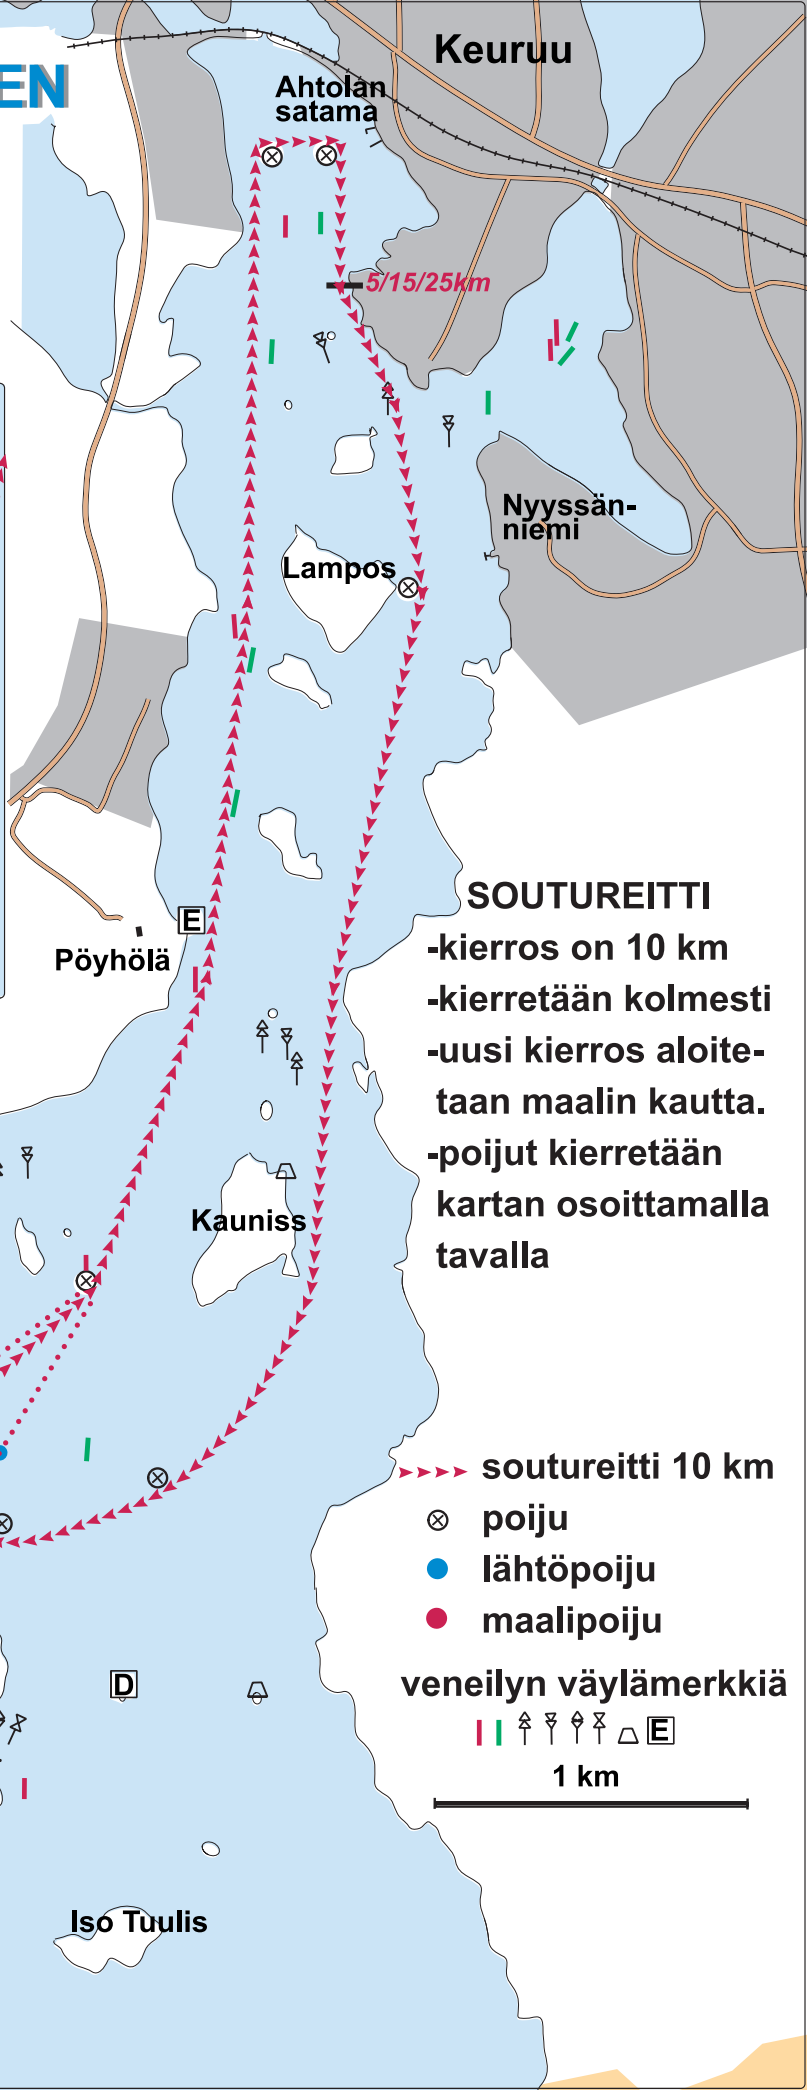 Keuruu
EN
Ahtolan
satama
5/15/25km
Nyyssän-
niemi
Lampos
SOUTUREITTI
-kierros on 10 km
-kierretään kolmesti
-uusi kierros aloite-
taan maalin kautta.
-poijut kierretään
kartan osoittamalla
tavalla
E
Pöyhölä
Kauniss
soutureitti 10 km
poiju
lähtöpoiju
maalipoiju
D
veneilyn väylämerkkiä
E
1 km
Iso Tuulis